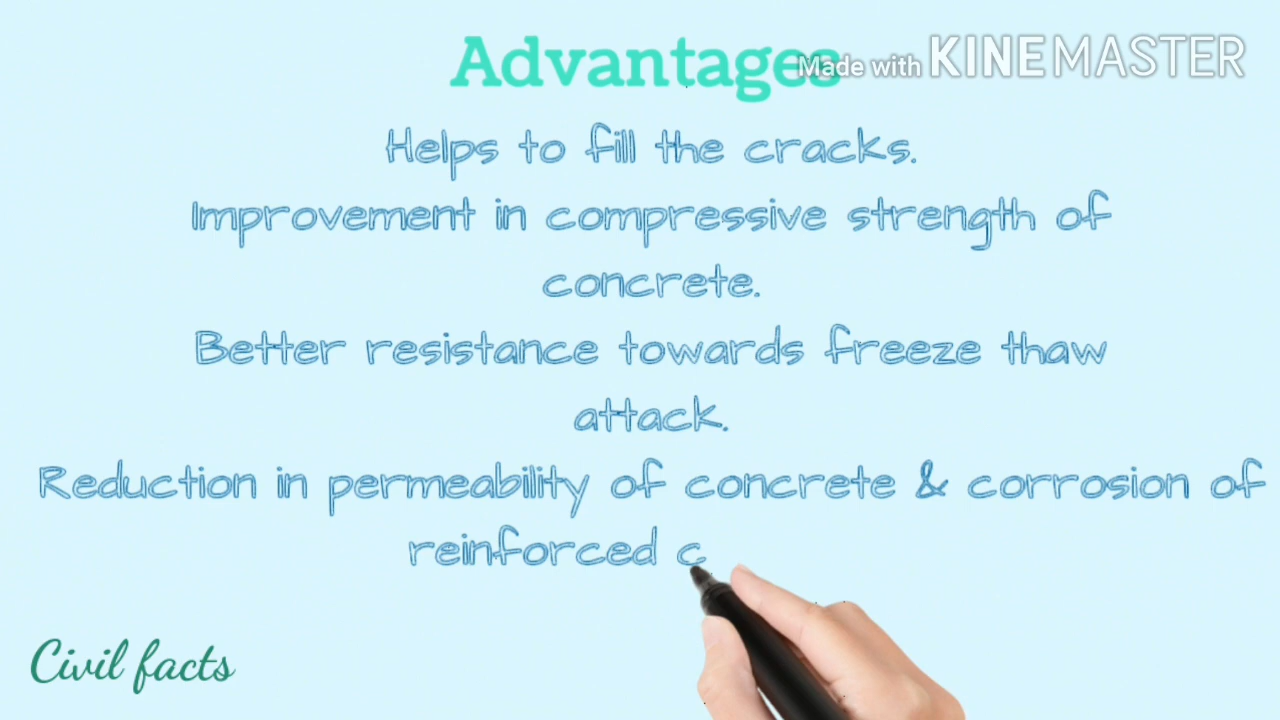 Advantages
Made with KINEMASTER
Helps to fill the cracks.
Improvement in compressive strength of
concrete.
Better resistance towards freeze thaw
attack.
Reduction in permeability of concrete & corrosion of
reinforced c
Civil facts